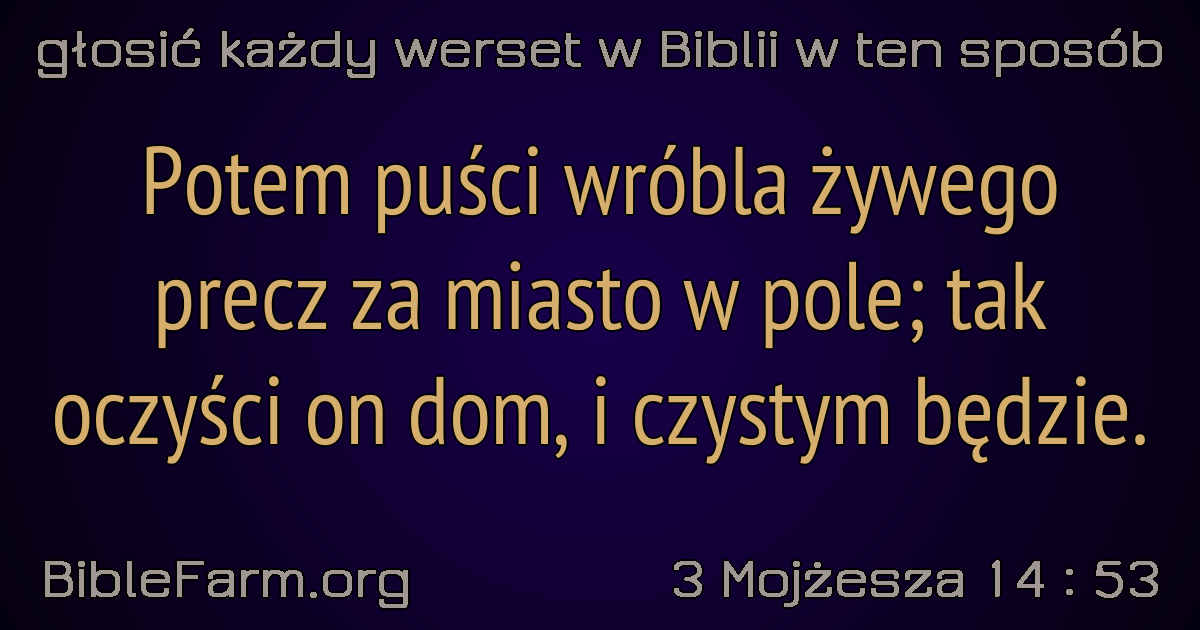 głosić każdy werset w Biblii w ten sposób
Potem puści wróbla żywego
precz za miasto w pole; tak
oczyści on dom, i czystym będzie.
BibleFarm.org
3 Mojżesza 14 : 53